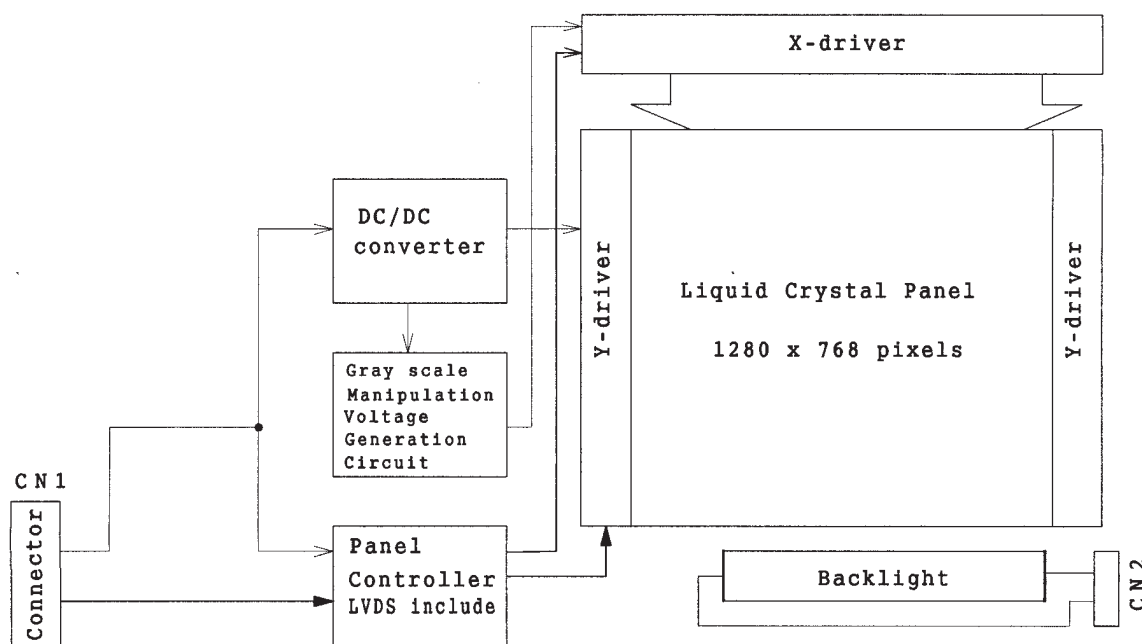 X-driver
DC/DC
converter
Y-driver
Liquid Crystal Panel
1280 x 768 pixels
Y-driver
Gray scale
Manipulation
Voltage
Generation
Circuit
CN1
Connector
Panel
Controller
LVDS include
Backlight
CN2